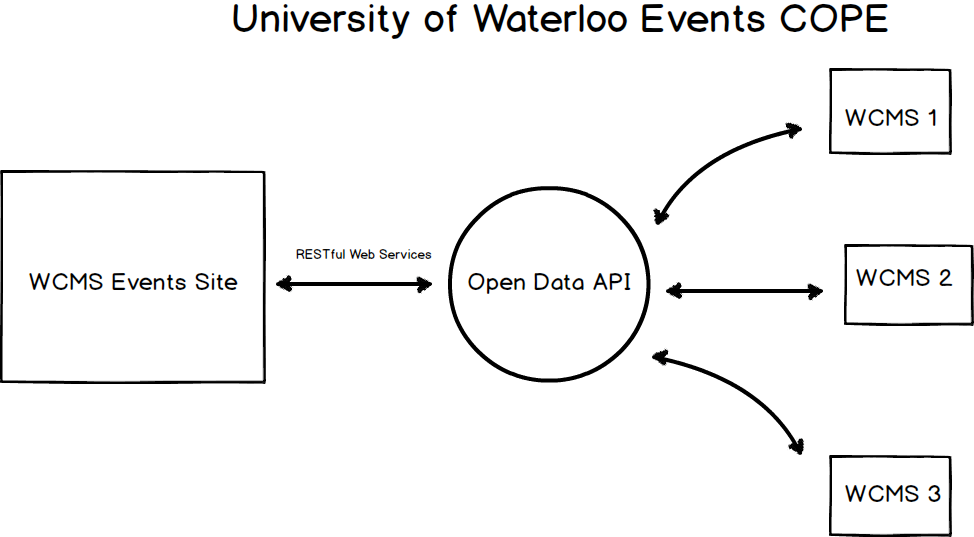 University of Waterloo Events COPE
WCMS 1
RESTful Web Services
WCMS Events Site
Open Data API
WCMS 2
WCMS 3